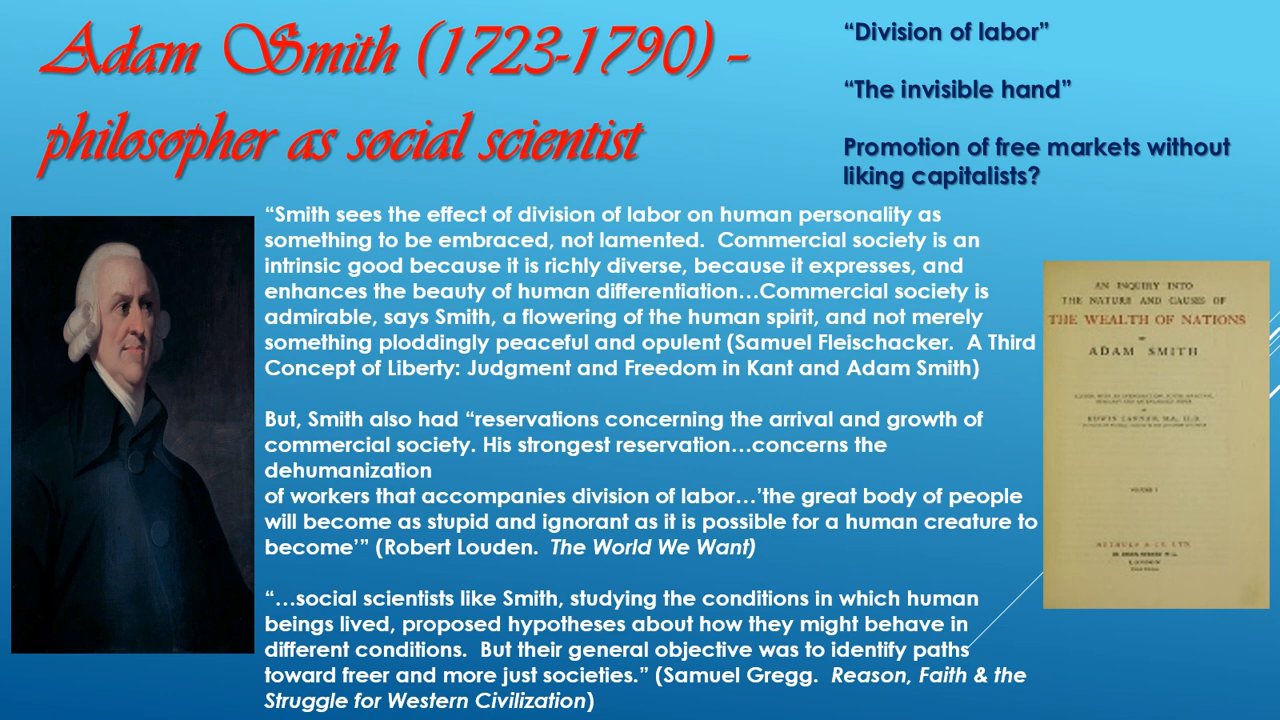 Adam Smith (1723-1790) –
philosopher as social scientist
“Division of labor”
“The invisible hand”
Promotion of free markets without
liking capitalists?
“Smith sees the effect of division of labor on human personality as
something to be embraced, not lamented.  Commercial society is an
intrinsic good because it is richly diverse, because it expresses, and
enhances the beauty of human differentiation…Commercial society is
admirable, says Smith, a flowering of the human spirit, and not merely
something ploddingly peaceful and opulent (Samuel Fleischacker.  A Third
Concept of Liberty: Judgment and Freedom in Kant and Adam Smith)
But, Smith also had “reservations concerning the arrival and growth of
commercial society. His strongest reservation…concerns the
dehumanization
of workers that accompanies division of labor…’the great body of people
will become as stupid and ignorant as it is possible for a human creature to
become’” (Robert Louden.  The World We Want)
“…social scientists like Smith, studying the conditions in which human
beings lived, proposed hypotheses about how they might behave in
different conditions.  But their general objective was to identify paths
toward freer and more just societies.” (Samuel Gregg.  Reason, Faith & the
Struggle for Western Civilization)
AN INQUIRY INTO
THE NATURE AND CAUSES OF
THE WEALTH OF NATIONS
ADAM SMITH
EDWIN CANNAN, M.A., LL.D.
VOLUME I
METHUEN & CO. LTD.
LONDON